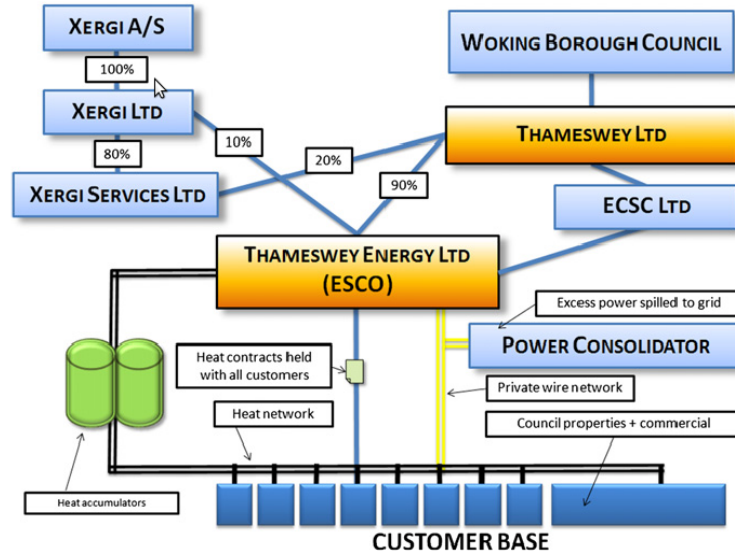 XERGI A/S
WOKING BOROUGH COUNCIL
100%
XERGI LTD
THAMESWEY LTD
10%
80%
20%
XERGI SERVICES LTD
90%
ECSC LTD
THAMESWEY ENERGY LTD
(ESCO)
Excess power spilled to grid
POWER CONSOLIDATOR
Heat contracts held
with all customers
Private wire network
Heat network
Council properties + commercial
Heat accumulators
CUSTOMER BASE